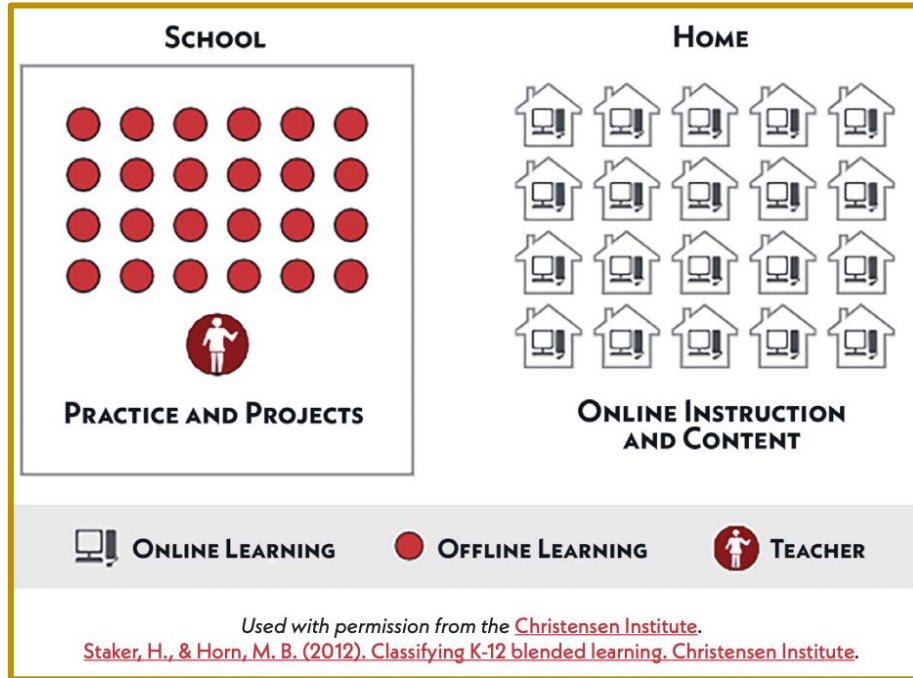 School
Home
Practice and Projects
Online Instruction
and Content
Online Learning
Offline Learning
Teacher
Used with permission from the Christensen Institute.
Staker, H., & Horn, M. B. (2012). Classifying K-12 blended learning. Christensen Institute.